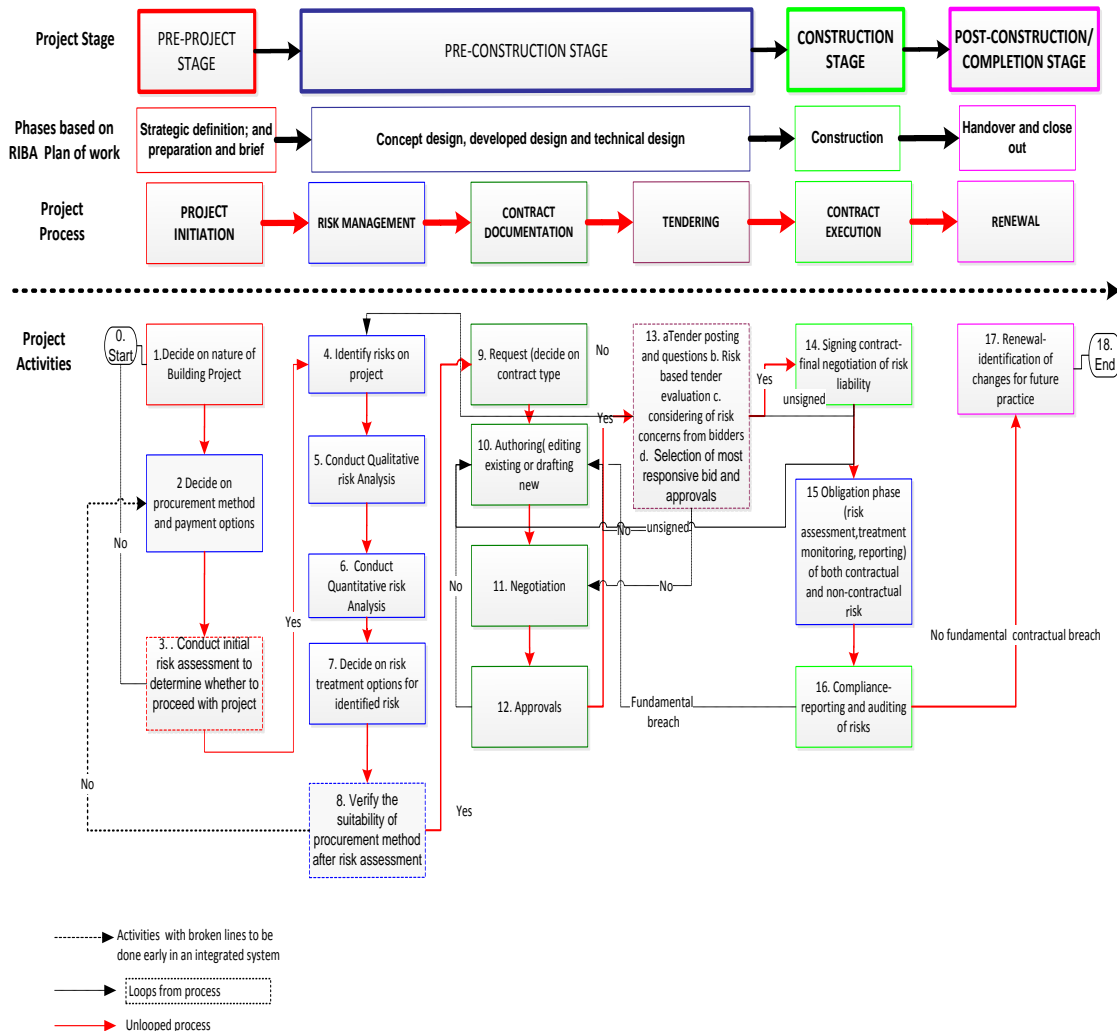 Project Stage
PRE-PROJECT
STAGE
PRE-CONSTRUCTION STAGE
CONSTRUCTION
STAGE
POST-CONSTRUCTION/
COMPLETION STAGE
Phases based on
RIBA Plan of work
Strategic definition; and
preparation and brief
Concept design, developed design and technical design
Construction
Handover and close
out
Project
Process
PROJECT
INITIATION
RISK MANAGEMENT
CONTRACT
DOCUMENTATION
TENDERING
CONTRACT
EXECUTION
RENEWAL
Project
Activities
0.
Start
1.Decide on nature of
Building Project
2 Decide on
procurement method
and payment options
No
3. . Conduct initial
risk assessment to
determine whether to
proceed with project
No
Yes
4. Identify risks on
project
5. Conduct Qualitative
risk Analysis
6. Conduct
Quantitative risk
Analysis
7. Decide on risk
treatment options for
identified risk
8. Verify the
suitability of
procurement method
after risk assessment
Yes
9. Request (decide on
contract type
No
10. Authoring( editing
existing or drafting
new
11. Negotiation
No
12. Approvals
Yes
No
unsigned
No
Fundamental
breach
13. aTender posting
and questions b. Risk
based tender
evaluation c.
considering of risk
concerns from bidders
d. Selection of most
responsive bid and
approvals
Yes
unsigned
14. Signing contract-
final negotiation of risk
liability
15 Obligation phase
(risk
assessment,treatment
monitoring, reporting)
of both contractual
and non-contractual
risk
16. Compliance-
reporting and auditing
of risks
No fundamental contractual breach
17. Renewal-
identification of
changes for future
practice
18.
End
Activities with broken lines to be
done early in an integrated system
Loops from process
Unlooped process